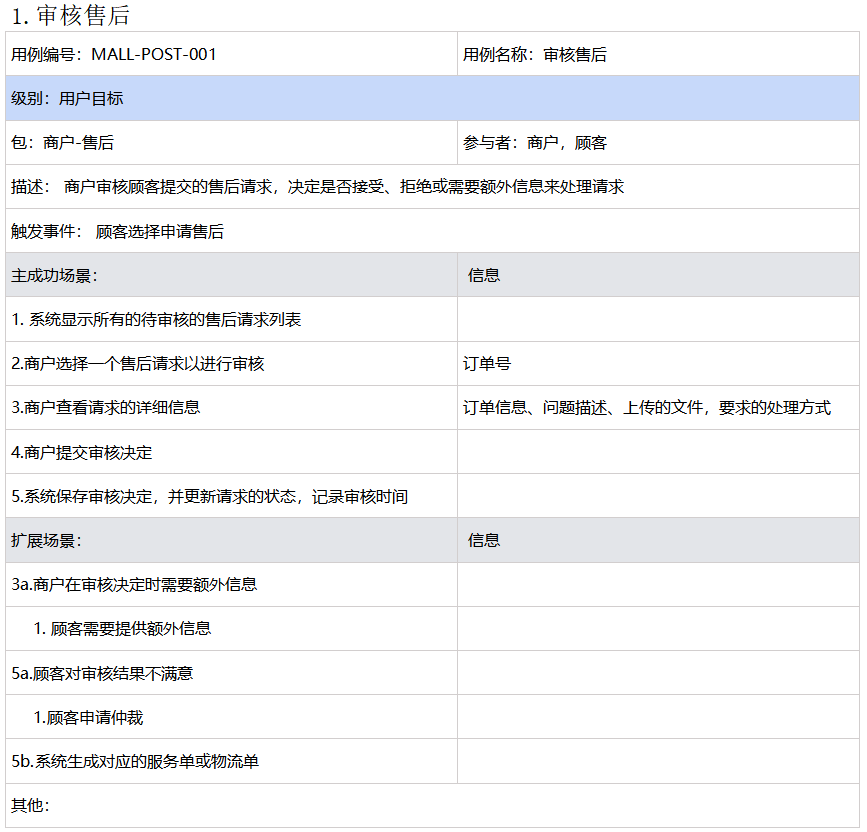 1. 审核售后
用例编号：MALL-POST-001
用例名称：审核售后
级别：用户目标
包：商户-售后
参与者：商户，顾客
描述： 商户审核顾客提交的售后请求，决定是否接受、拒绝或需要额外信息来处理请求
触发事件： 顾客选择申请售后
主成功场景：
信息
1. 系统显示所有的待审核的售后请求列表
2.商户选择一个售后请求以进行审核
订单号
3.商户查看请求的详细信息
订单信息、问题描述、上传的文件，要求的处理方式
4.商户提交审核决定
5.系统保存审核决定，并更新请求的状态，记录审核时间
扩展场景：
信息
3a.商户在审核决定时需要额外信息
1. 顾客需要提供额外信息
5a.顾客对审核结果不满意
1.顾客申请仲裁
5b.系统生成对应的服务单或物流单
其他：